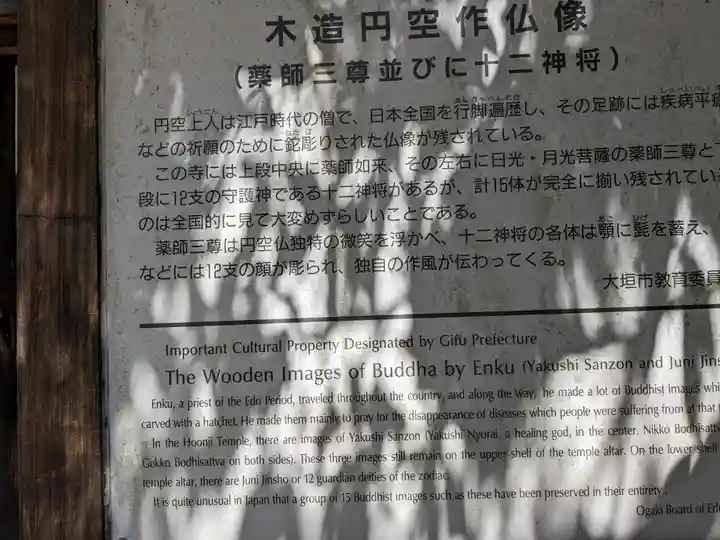 木造円空作仏像
（薬師三尊並びに十二神将）
円空上人は江戸時代の僧で、日本全国を行脚遍歴し、その足跡には疾病平癒
などの祈願のために鉈彫りされた仏像が残されている。
この寺には上段中央に薬師如来、その左右に日光・月光菩薩の薬師三尊と下
段に12支の守護神である十二神将があるが、計15体が完全に揃い残されてい
のは全国的に見て大変めずらしいことである。
薬師三尊は円空仏独特の微笑を浮かべ、十二神将の各体は顎に髭を蓄え、
などには12支の顔が彫られ、独自の作風が伝わってくる。
大垣市教育委員
Important Cultural Property Designated by Gifu Prefecture
The Wooden Images of Buddha by Enku (Yakushi Sanzon and Juni Jins
Enku, a priest of the Edo Period, traveled throughout the country, and along the way, he made a lot of Buddhist images whi
carved with a hatchet. He made them mainly to pray for the disappearance of diseases which people were suffering from at that t
In the Hoonji Temple, there are images of Yakushi Sanzon (Yakushi Nyorai, a healing god, in the center. Nikko Bodhisattv
Gekko Bodhisattva on both sides). These three images still remain on the upper shelf of the temple altar. On the lower shelf
temple altar, there are Juni Jinsho or 12 guardian deities of the zodiac.
It is quite unusual in Japan that a group of 15 Buddhist images such as these have been preserved in their entirety.
Ogaki Board of Edu